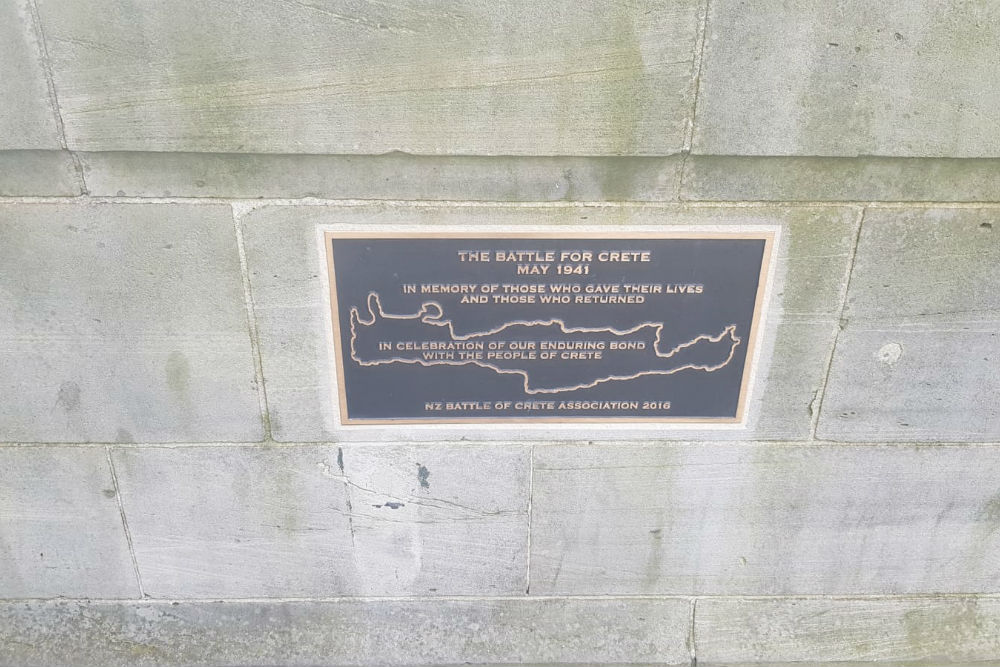 THE BATTLE FOR CRETE
MAY 1941
IN MEMORY OF THOSE WHO GAVE THEIR LIVES
AND THOSE WHO RETURNED
IN CELEBRATION OF OUR ENDURING BOND
WITH THE PEOPLE OF CRETE
NZ BATTLE OF CRETE ASSOCIATION 2016